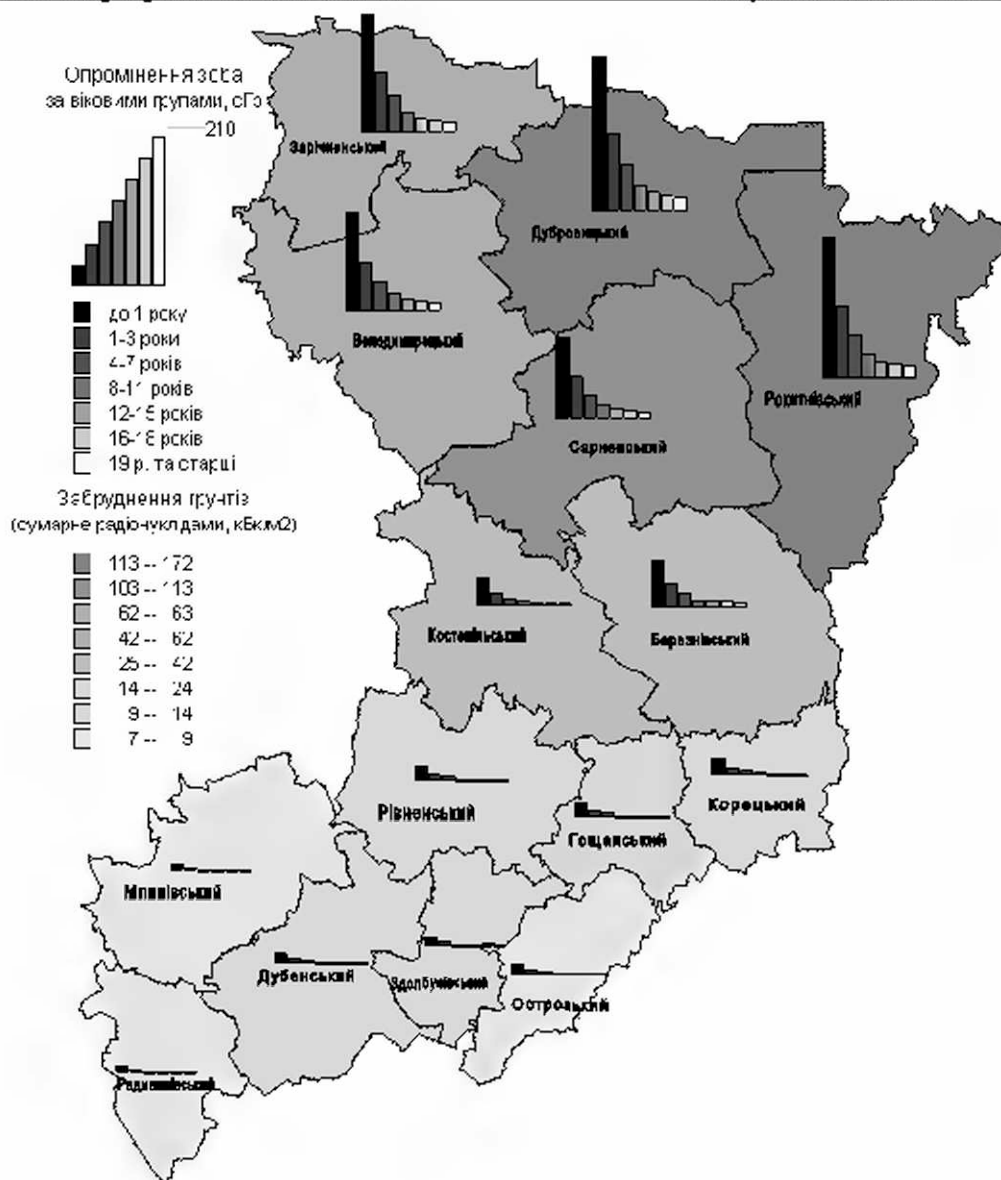 Опромінення зоба
за віковими групами, сГр
210
до 1 року
1-3 роки
4-7 років
8-11 років
12-15 років
16-18 років
19 р. та старші
Забруднення грунтів
(сумарне радіонуклідами, кБк/м2)
113 -- 172
103 -- 113
62 -- 63
42 -- 62
25 -- 42
14 -- 24
9 -- 14
7 -- 9
Зарічненський
Дубровицький
Володимирецький
Рокитнівський
Сарненський
Костопільський
Березнівський
Рівненський
Гощанський
Корецький
Млинівський
Дубенський
Здолбунівський
Острозький
Радивилівський